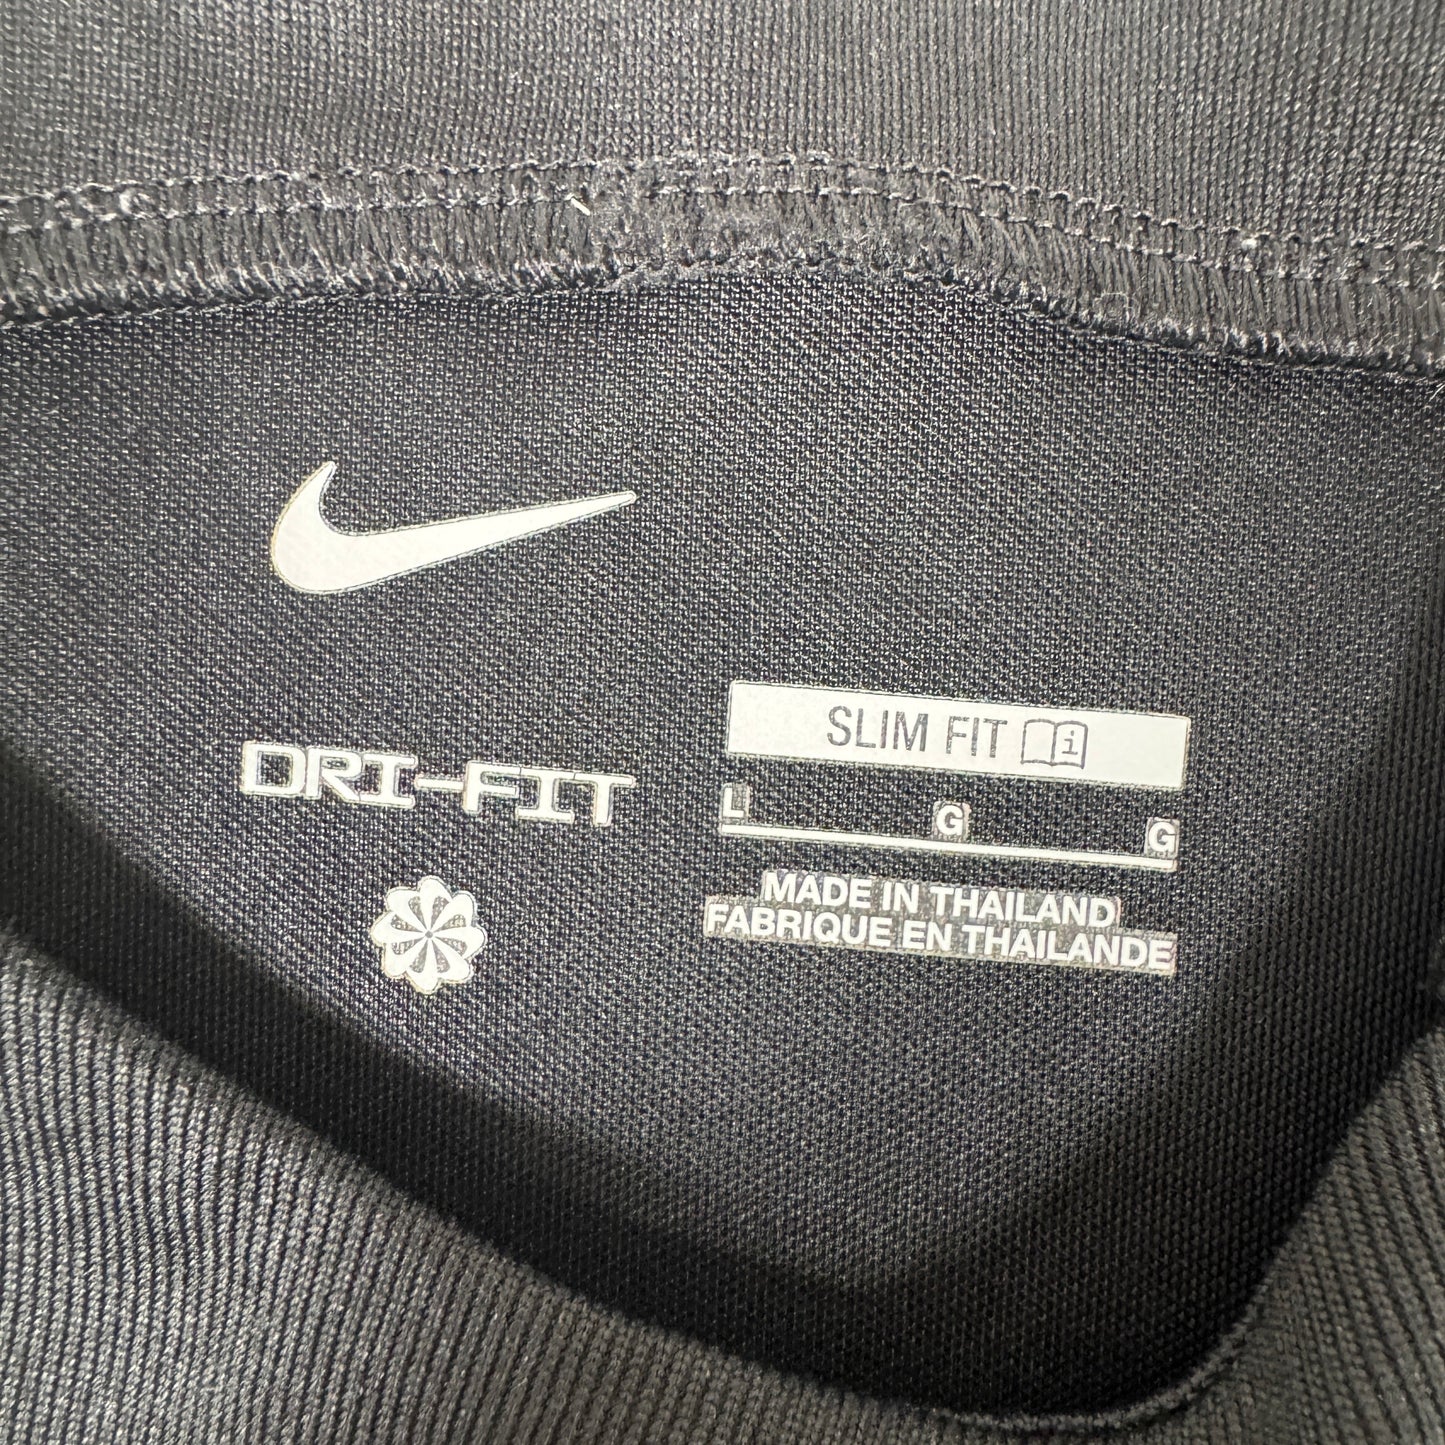 DRI-FIT
SLIM FIT
L G G
MADE IN THAILAND
FABRIQUE EN THAILANDE